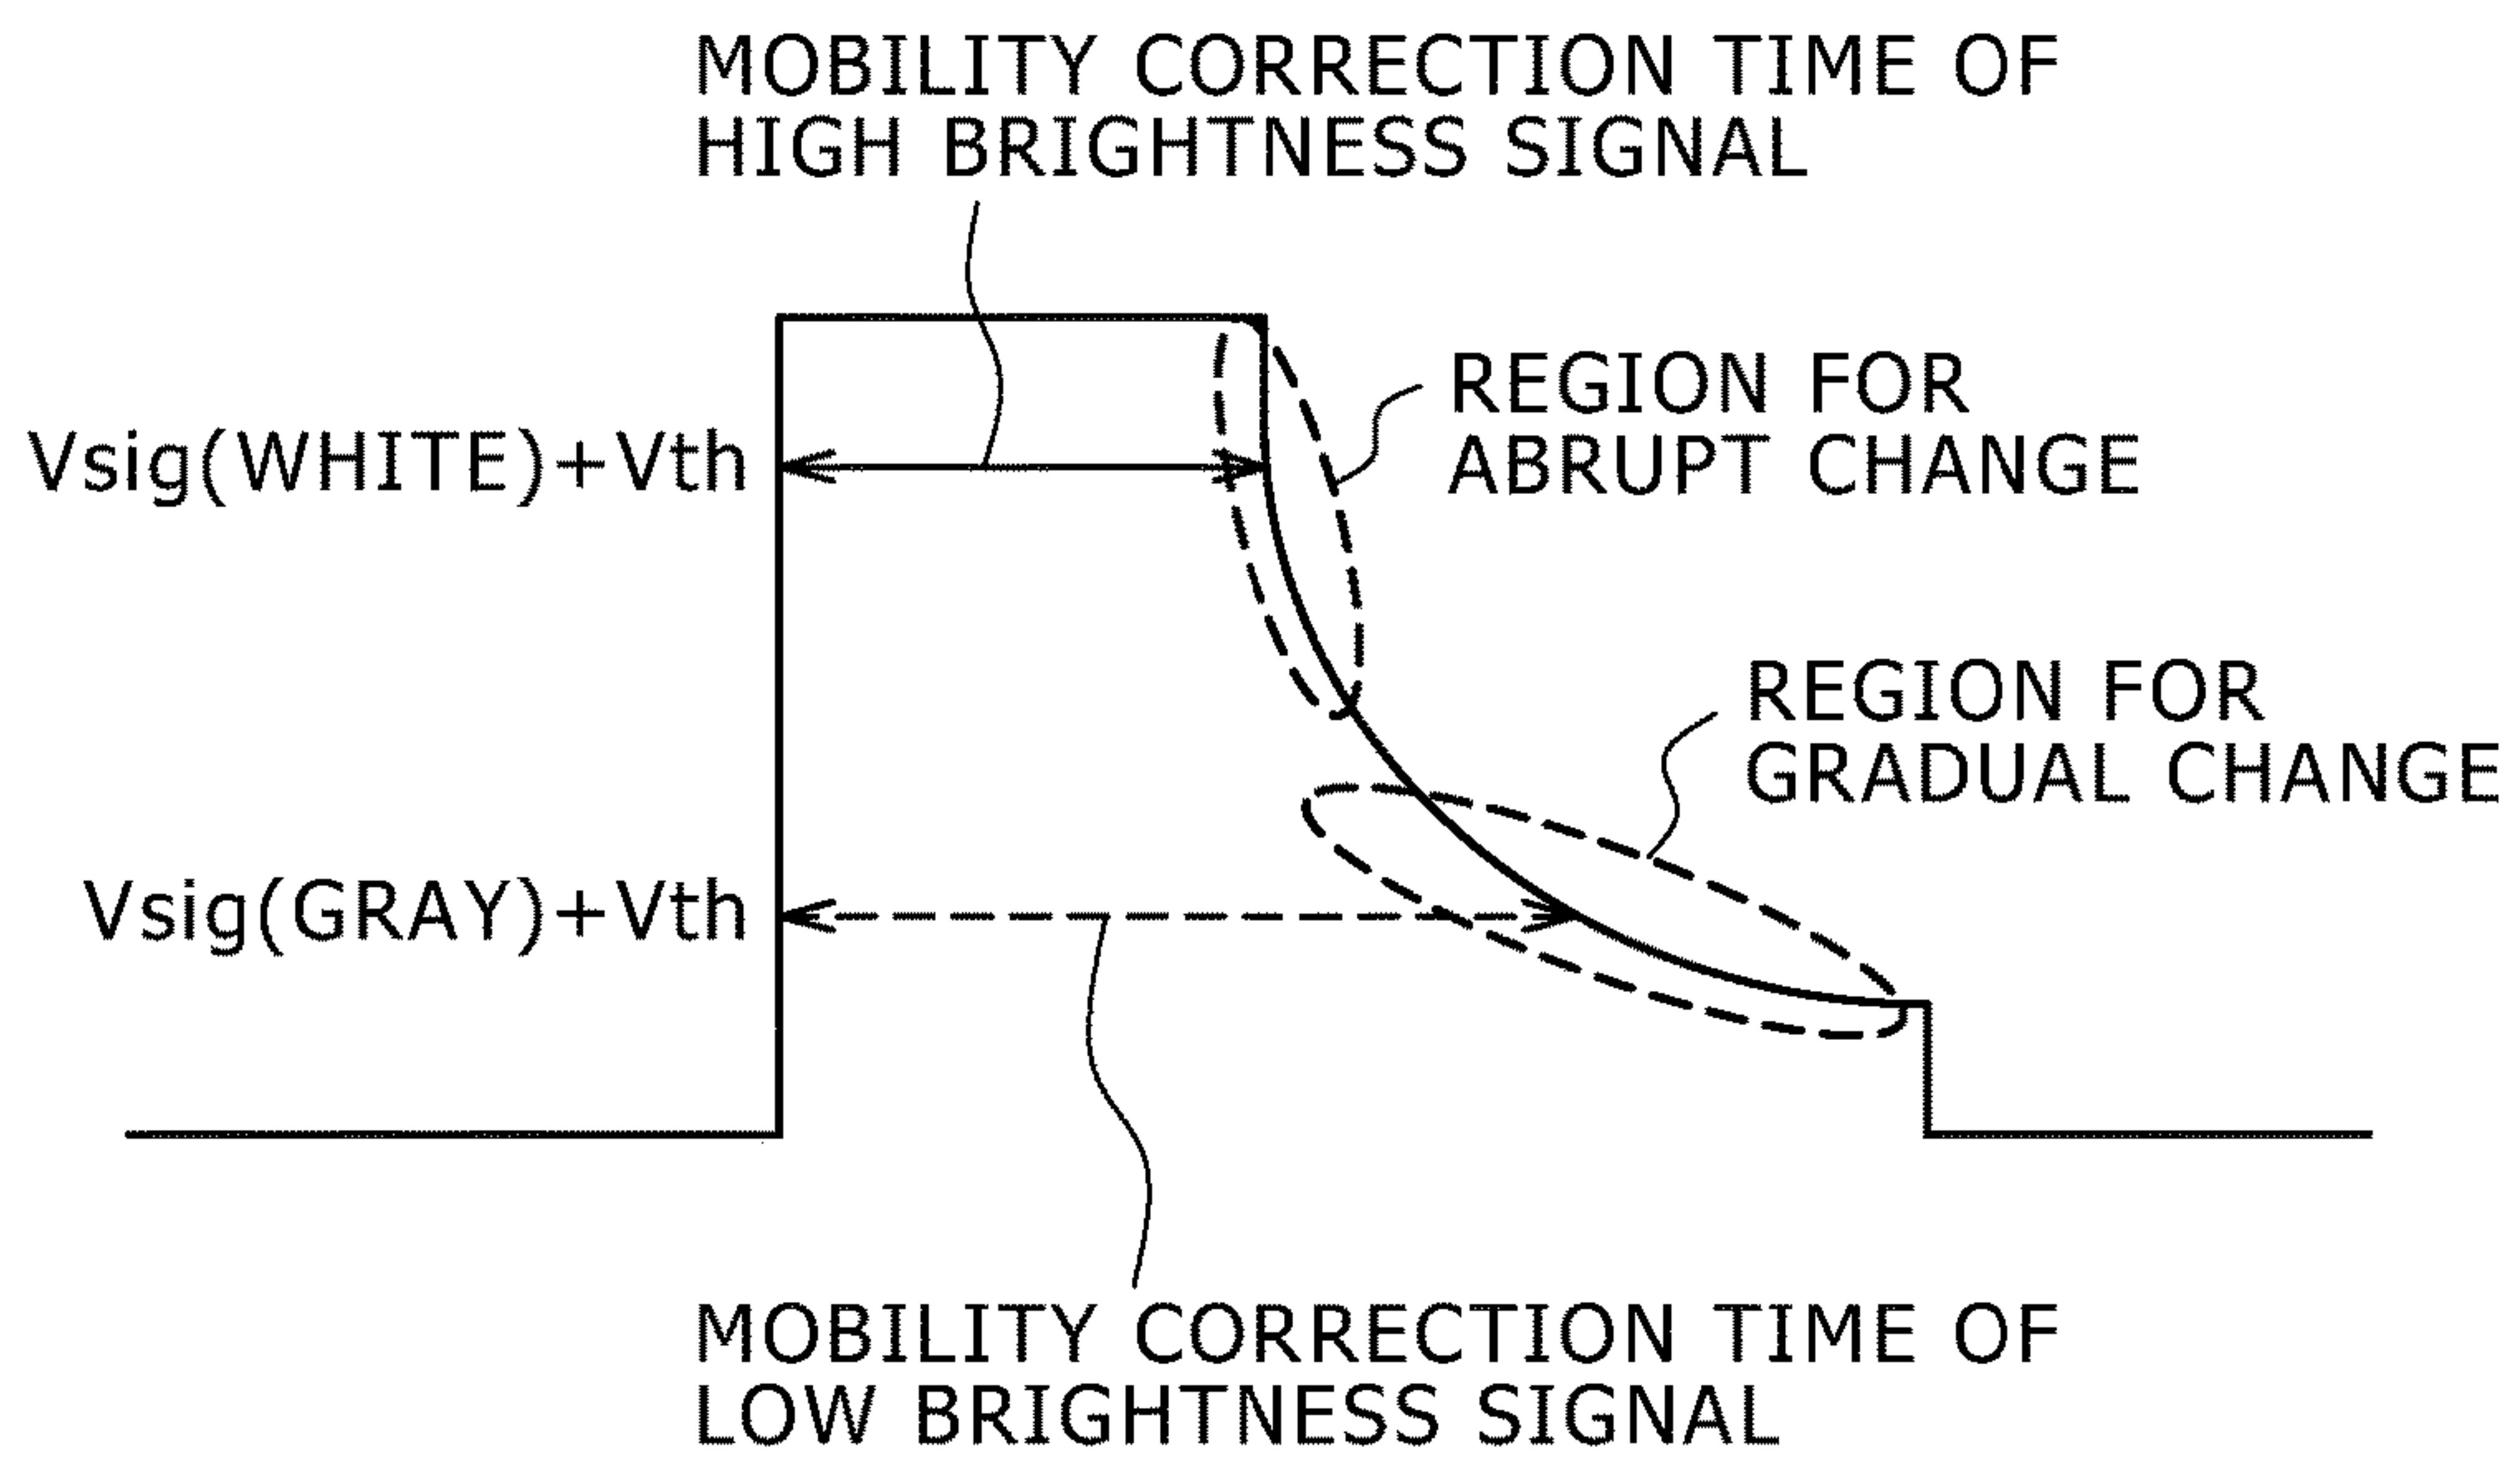 MOBILITY CORRECTION TIME OF
HIGH BRIGHTNESS SIGNAL
REGION FOR
ABRUPT CHANGE
Vsig(WHITE)+Vth
REGION FOR
GRADUAL CHANGE
Vsig(GRAY)+Vth
MOBILITY CORRECTION TIME OF
LOW BRIGHTNESS SIGNAL